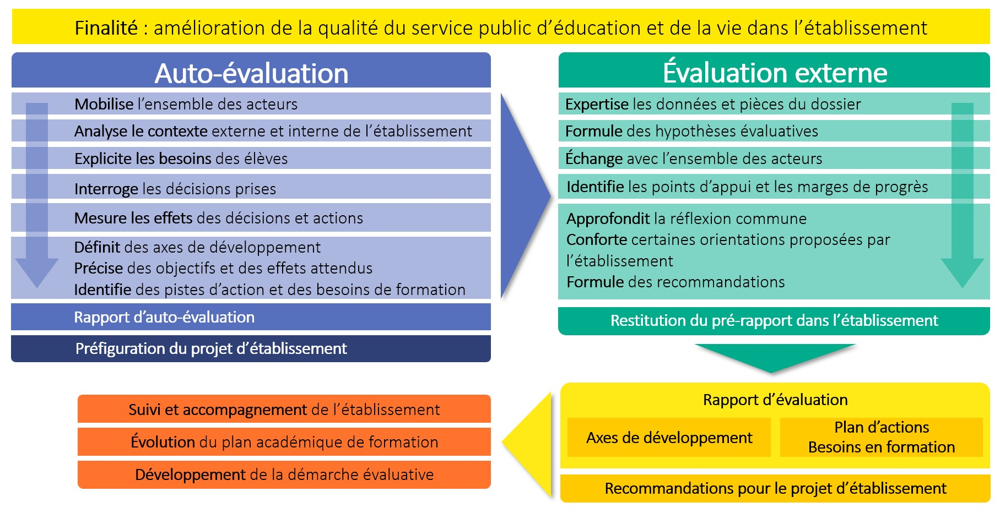 Finalité : amélioration de la qualité du service public d’éducation et de la vie dans l’établissement
Auto-évaluation
Mobilise l’ensemble des acteurs
Analyse le contexte externe et interne de l’établissement
Explicite les besoins des élèves
Interroge les décisions prises
Mesure les effets des décisions et actions
Définit des axes de développement
Précise des objectifs et des effets attendus
Identifie des pistes d’action et des besoins de formation
Rapport d’auto-évaluation
Préfiguration du projet d’établissement
Évaluation externe
Expertise les données et pièces du dossier
Formule des hypothèses évaluatives
Échange avec l’ensemble des acteurs
Identifie les points d’appui et les marges de progrès
Approfondit la réflexion commune
Conforte certaines orientations proposées par
l’établissement
Formule des recommandations
Restitution du pré-rapport dans l’établissement
Rapport d’évaluation
Axes de développement
Plan d’actions
Besoins en formation
Recommandations pour le projet d’établissement
Suivi et accompagnement de l’établissement
Évolution du plan académique de formation
Développement de la démarche évaluative